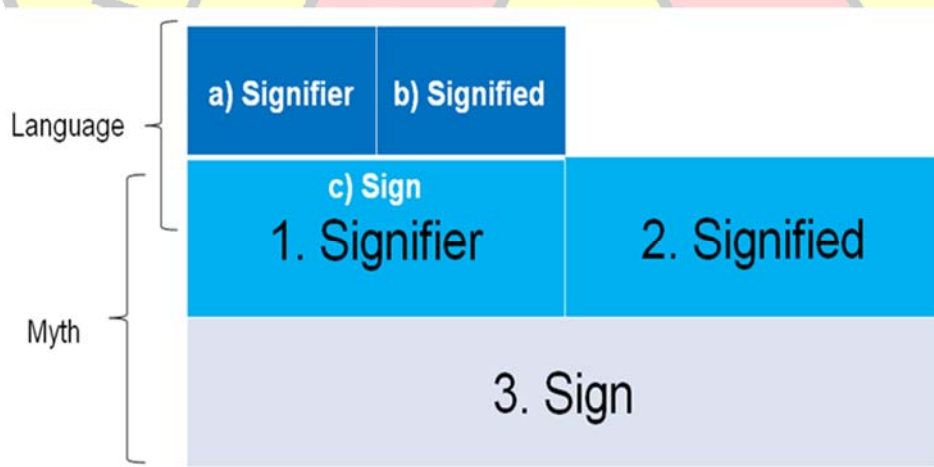 a) Signifier b) Signified
Language
c) Sign
1. Signifier 2. Signified
Myth
3. Sign